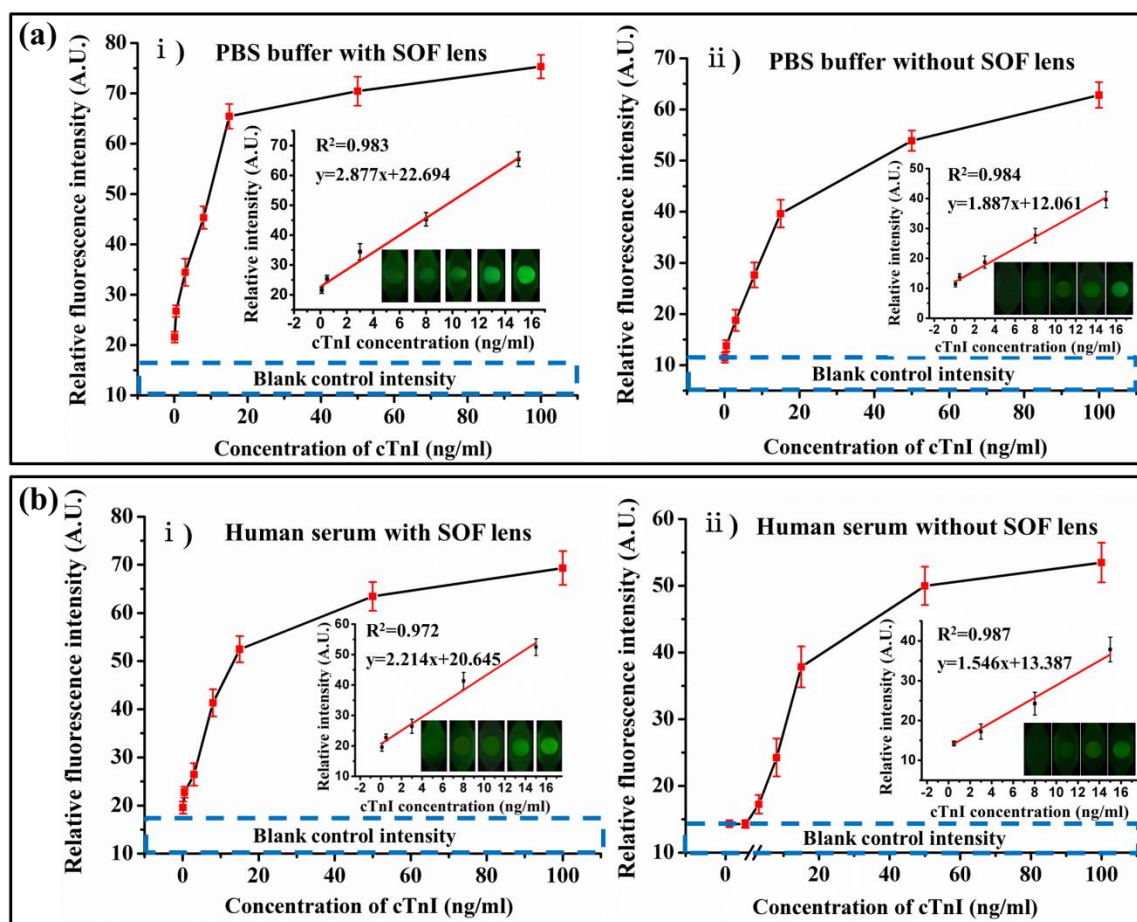 (a)
i )
PBS buffer with SOF lens
Relative fluorescence intensity (A.U.)
80
70
60
50
40
30
20
10
R²=0.983
y=2.877x+22.694
Relative intensity (A.U.)
70
60
50
40
30
20
-2 0 2 4 6 8 10 12 14 16
cTnI concentration (ng/ml)
Blank control intensity
0 20 40 60 80 100
Concentration of cTnI (ng/ml)
ii )
PBS buffer without SOF lens
Relative fluorescence intensity (A.U.)
80
70
60
50
40
30
20
10
0
R²=0.984
y=1.887x+12.061
Relative intensity (A.U.)
50
40
30
20
10
0
-2 0 2 4 6 8 10 12 14 16
cTnI concentration (ng/ml)
Blank control intensity
0 20 40 60 80 100
Concentration of cTnI (ng/ml)
(b)
i )
Human serum with SOF lens
Relative fluorescence intensity (A.U.)
80
70
60
50
40
30
20
10
R²=0.972
y=2.214x+20.645
Relative intensity (A.U.)
60
50
40
30
20
10
-2 0 2 4 6 8 10 12 14 16
cTnI concentration (ng/ml)
Blank control intensity
0 20 40 60 80 100
Concentration of cTnI (ng/ml)
ii )
Human serum without SOF lens
Relative fluorescence intensity (A.U.)
60
50
40
30
20
10
R²=0.987
y=1.546x+13.387
Relative intensity (A.U.)
40
30
20
10
-2 0 2 4 6 8 10 12 14 16
cTnI concentration (ng/ml)
Blank control intensity
0 20 40 60 80 100
Concentration of cTnI (ng/ml)